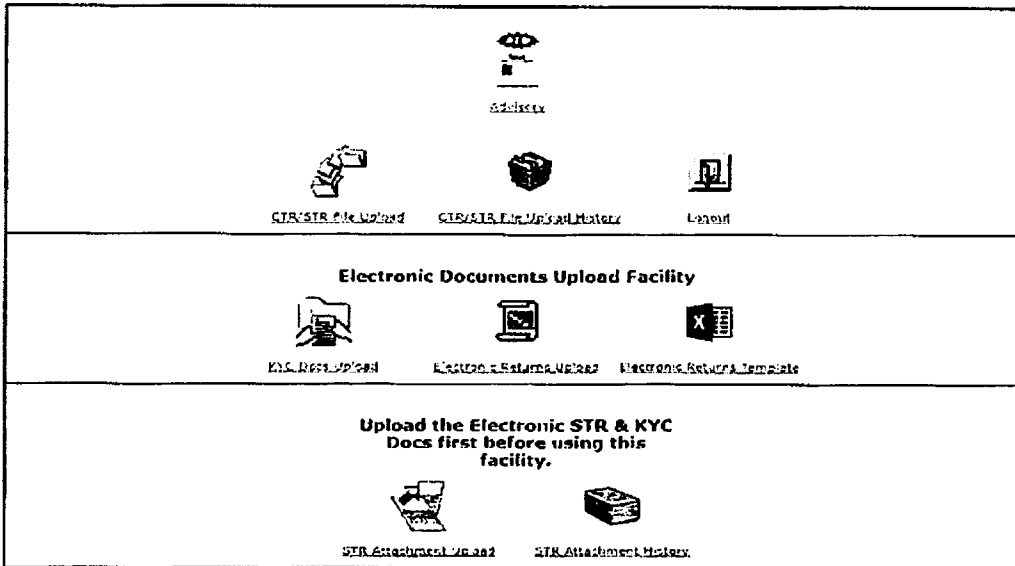 Advisory
CTR/STR File Upload CTR/STR File Upload History Logout
Electronic Documents Upload Facility
KYC Docs Upload Electronic Returns Upload Electronic Returns Template
Upload the Electronic STR & KYC
Docs first before using this
facility.
STR Attachment Upload STR Attachment History